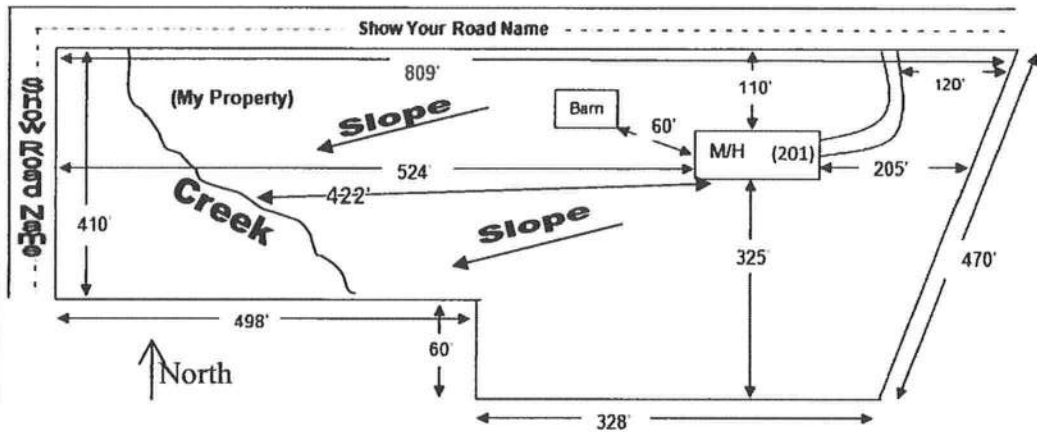 Show Your Road Name
Show Road Name
809'
110'
120'
(My Property)
Slope
Barn
60'
M/H (201)
524'
205'
422'
Creek
410'
Slope
325'
470'
498'
60'
North
328'